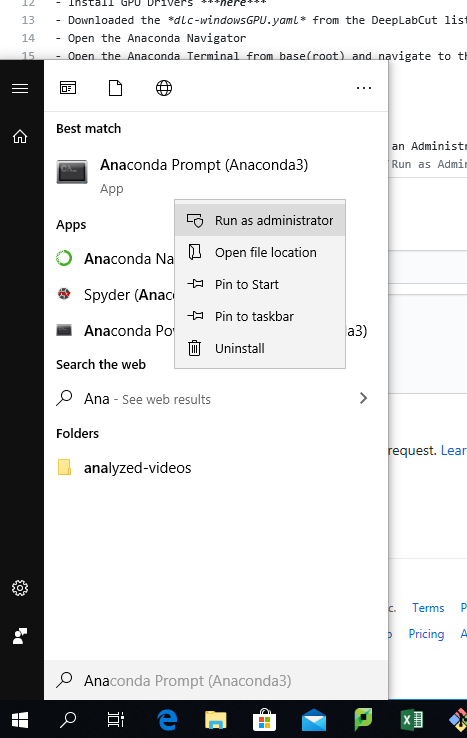 12 - Install GPU Drivers ***here***
13 - Downloaded the *dlc-windowsGPU.yaml* from the DeepLabCut list
14 - Open the Anaconda Navigator
15 - Open the Anaconda Terminal from base(root) and navigate to th
Best match
Anaconda Prompt (Anaconda3)
App
an Administr
Run as Admin
Run as administrator
Open file location
Pin to Start
Pin to taskbar
Uninstall
Apps
Anaconda Na
Spyder (Anac
Anaconda Po
a3)
Search the web
Ana - See web results
request. Lear
Folders
analyzed-videos
c. Terms P
Pricing A
Anaconda Prompt (Anaconda3)